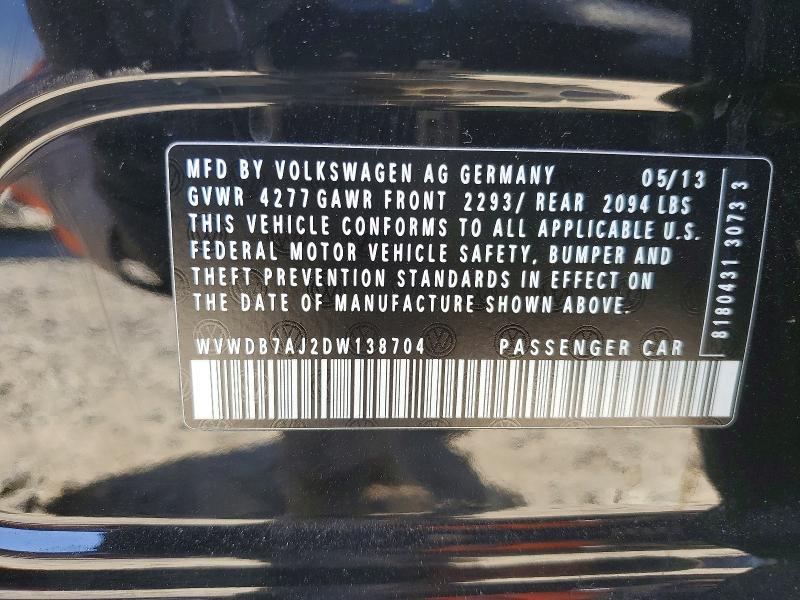 MFD BY VOLKSWAGEN AG GERMANY 05/13
GVWR 4277 GAWR FRONT 2293/ REAR 2094 LBS
THIS VEHICLE CONFORMS TO ALL APPLICABLE U.S.
FEDERAL MOTOR VEHICLE SAFETY, BUMPER AND
THEFT PREVENTION STANDARDS IN EFFECT ON
THE DATE OF MANUFACTURE SHOWN ABOVE.
WVWDB7AJ2DW138704 PASSENGER CAR
8180431 3073 3